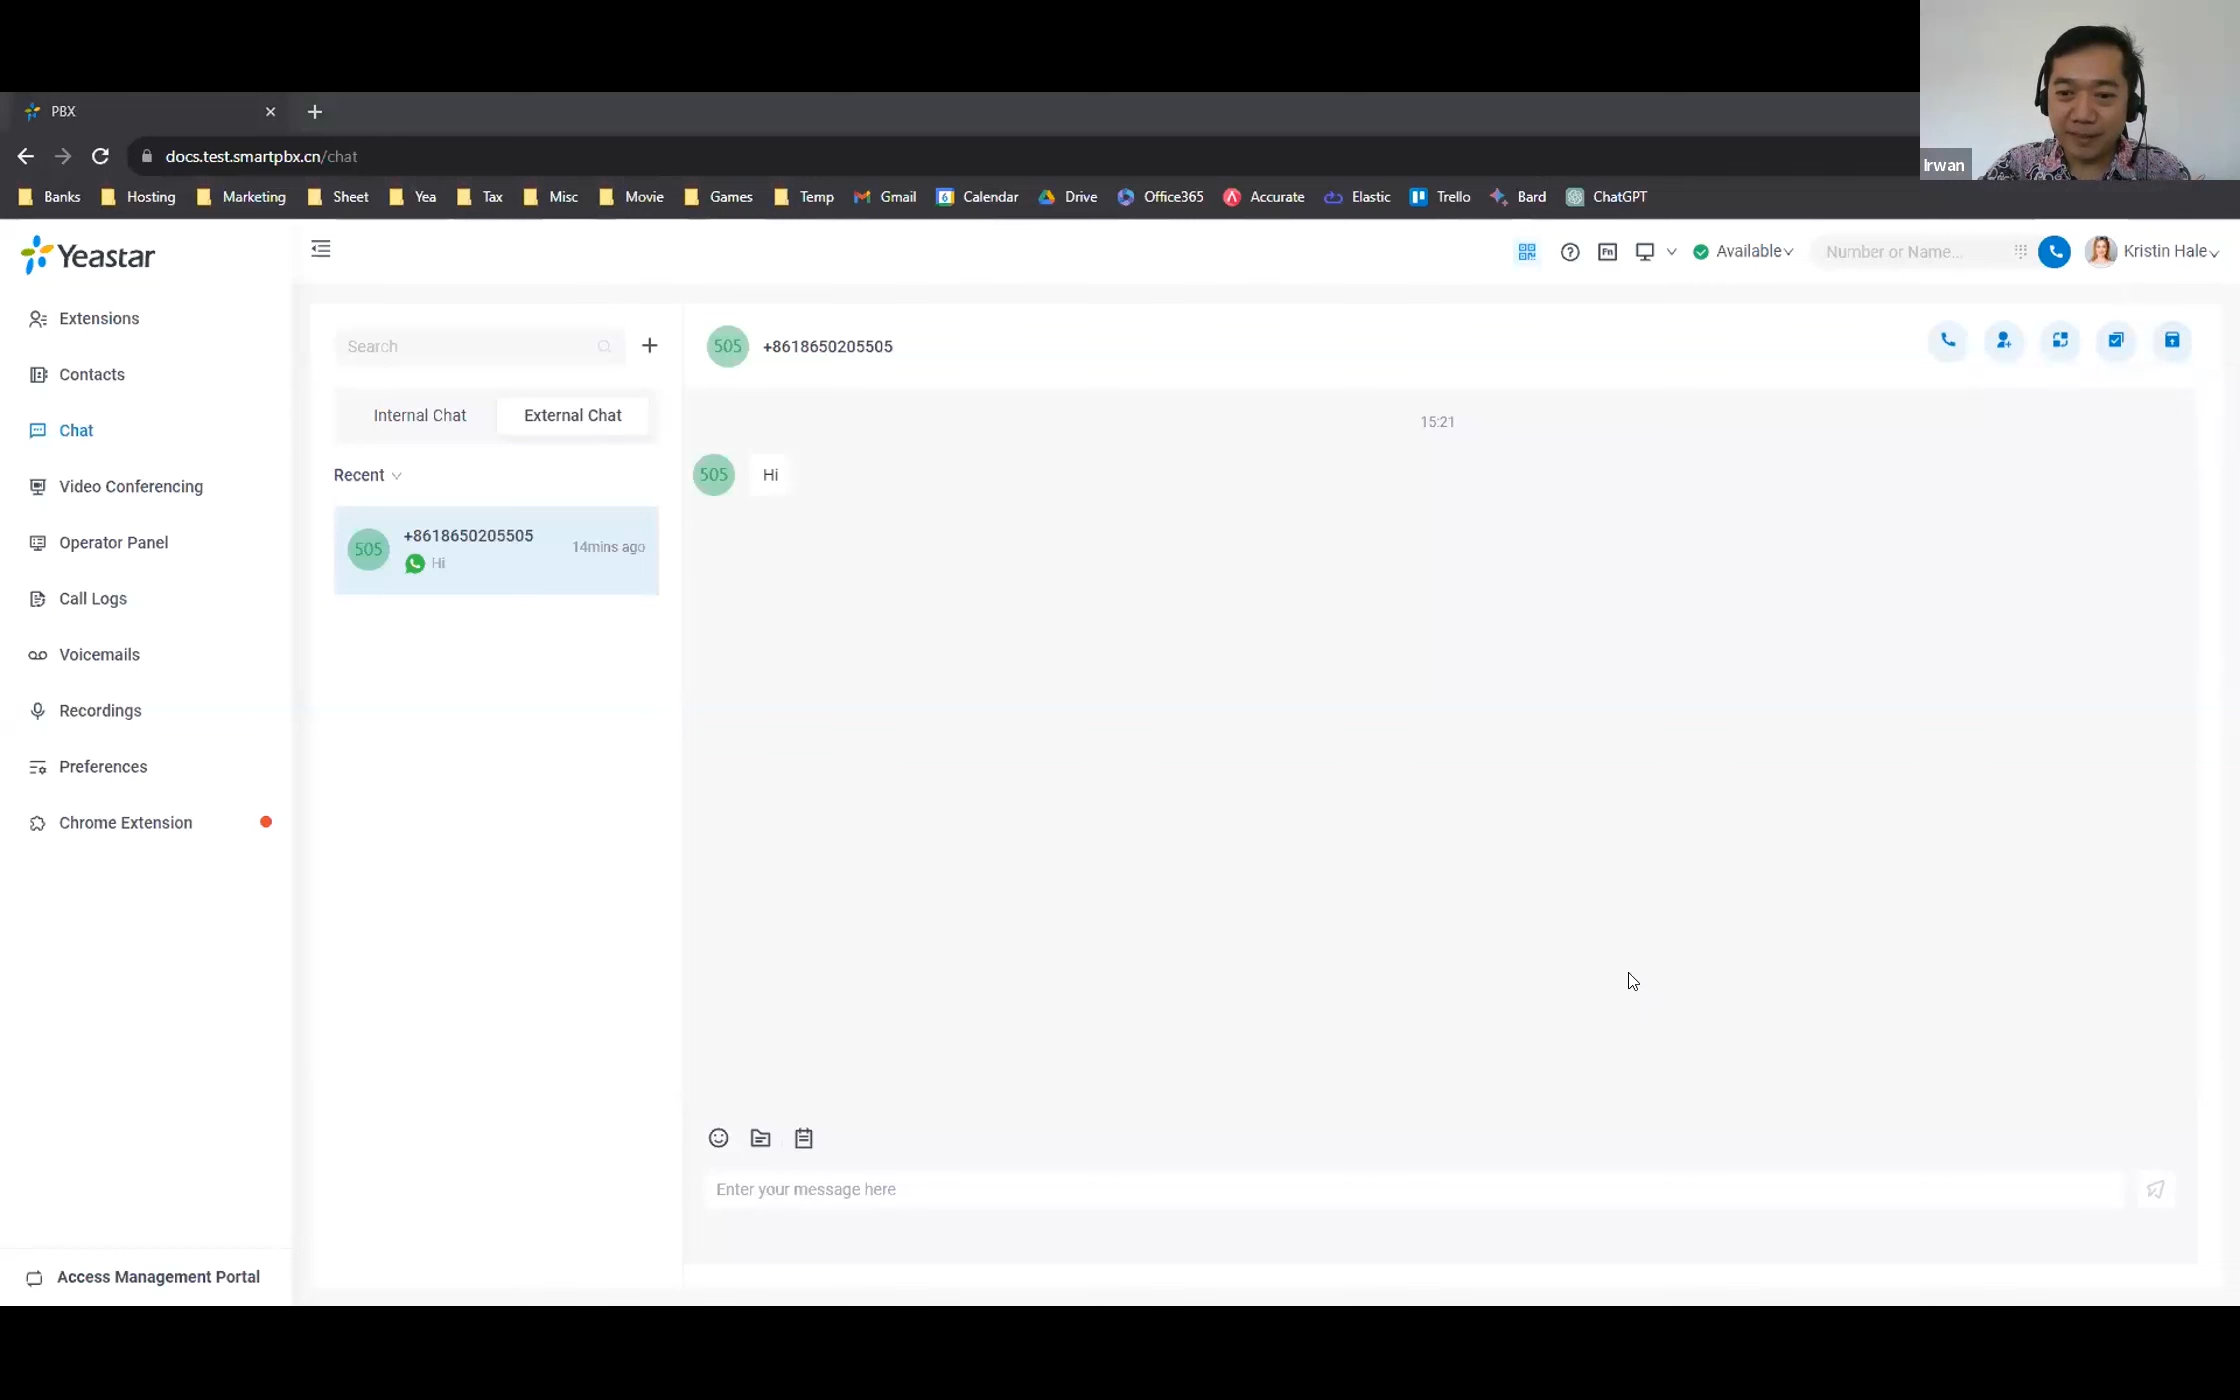 Irwan
PBX
docs.test.smartpbx.cn/chat
Banks Hosting Marketing Sheet Yea Tax Misc Movie Games Temp Gmail Calendar Drive Office365 Accurate Elastic Trello Bard ChatGPT
Yeastar
Fn Available Number or Name... Kristin Hale
Extensions
Contacts
Chat
Video Conferencing
Operator Panel
Call Logs
Voicemails
Recordings
Preferences
Chrome Extension
Access Management Portal
Search
Internal Chat External Chat
Recent
505 +8618650205505 14mins ago
Hi
505 +8618650205505
15:21
505 Hi
Enter your message here